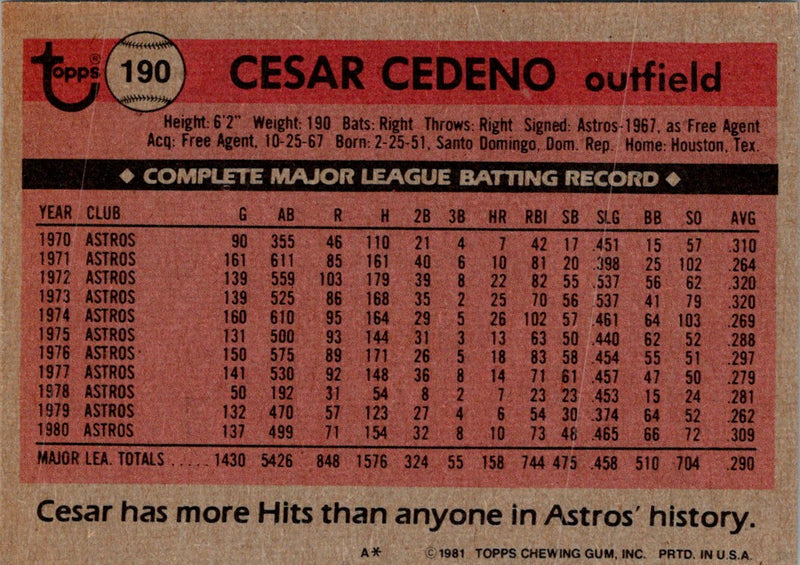 Topps® 190 CESAR CEDENO outfield
Height: 6'2" Weight: 190 Bats: Right Throws: Right Signed: Astros-1967, as Free Agent
Acq: Free Agent, 10-25-67 Born: 2-25-51, Santo Domingo, Dom. Rep. Home: Houston, Tex.
◆ COMPLETE MAJOR LEAGUE BATTING RECORD ◆
YEAR CLUB G AB R H 2B 3B HR RBI SB SLG BB SO AVG
1970 ASTROS 90 355 46 110 21 4 7 42 17 .451 15 57 .310
1971 ASTROS 161 611 85 161 40 6 10 81 20 .398 25 102 .264
1972 ASTROS 139 559 103 179 39 8 22 82 55 .537 56 62 .320
1973 ASTROS 139 525 86 168 35 2 25 70 56 .537 41 79 .320
1974 ASTROS 160 610 95 164 29 5 26 102 57 .461 64 103 .269
1975 ASTROS 131 500 93 144 31 3 13 63 50 .440 62 52 .288
1976 ASTROS 150 575 89 171 26 5 18 83 58 .454 55 51 .297
1977 ASTROS 141 530 92 148 36 8 14 71 61 .457 47 50 .279
1978 ASTROS 50 192 31 54 8 2 7 23 23 .453 15 24 .281
1979 ASTROS 132 470 57 123 27 4 6 54 30 .374 64 52 .262
1980 ASTROS 137 499 71 154 32 8 10 73 48 .465 66 72 .309
MAJOR LEA. TOTALS ..... 1430 5426 848 1576 324 55 158 744 475 .458 510 704 .290
Cesar has more Hits than anyone in Astros' history.
A* ©1981 TOPPS CHEWING GUM, INC. PRTD. IN U.S.A.